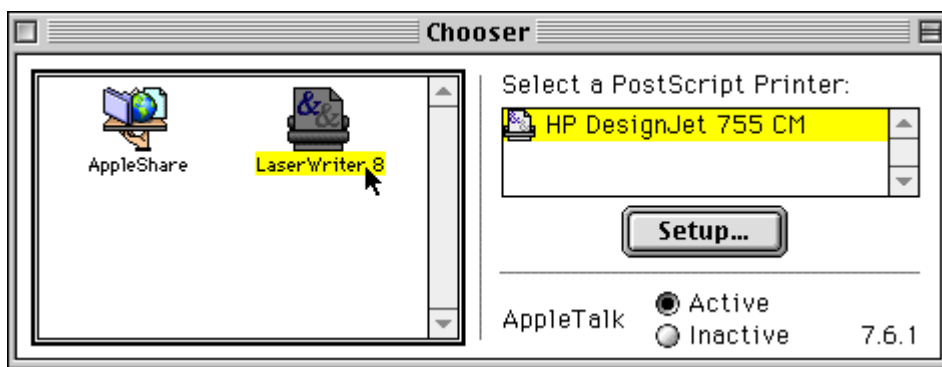 Chooser
AppleShare
LaserWriter 8
Select a PostScript Printer:
HP DesignJet 755 CM
Setup...
AppleTalk
Active
Inactive
7.6.1